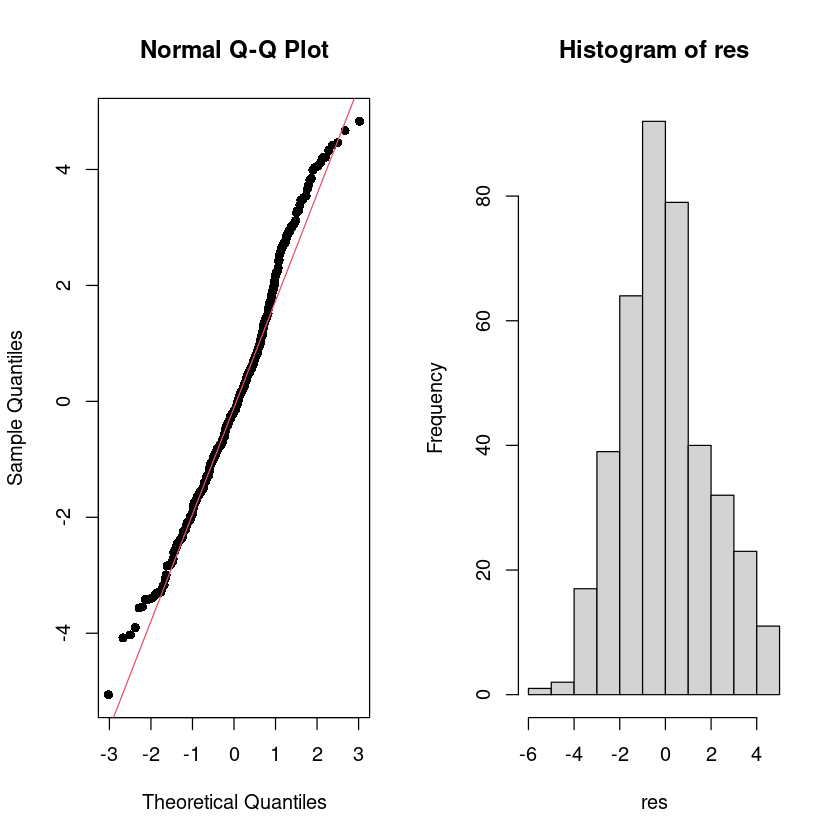 Normal Q-Q Plot
Sample Quantiles
4
2
0
-2
-4
-3 -2 -1 0 1 2 3
Theoretical Quantiles
Histogram of res
Frequency
80
60
40
20
0
-6 -4 -2 0 2 4
res